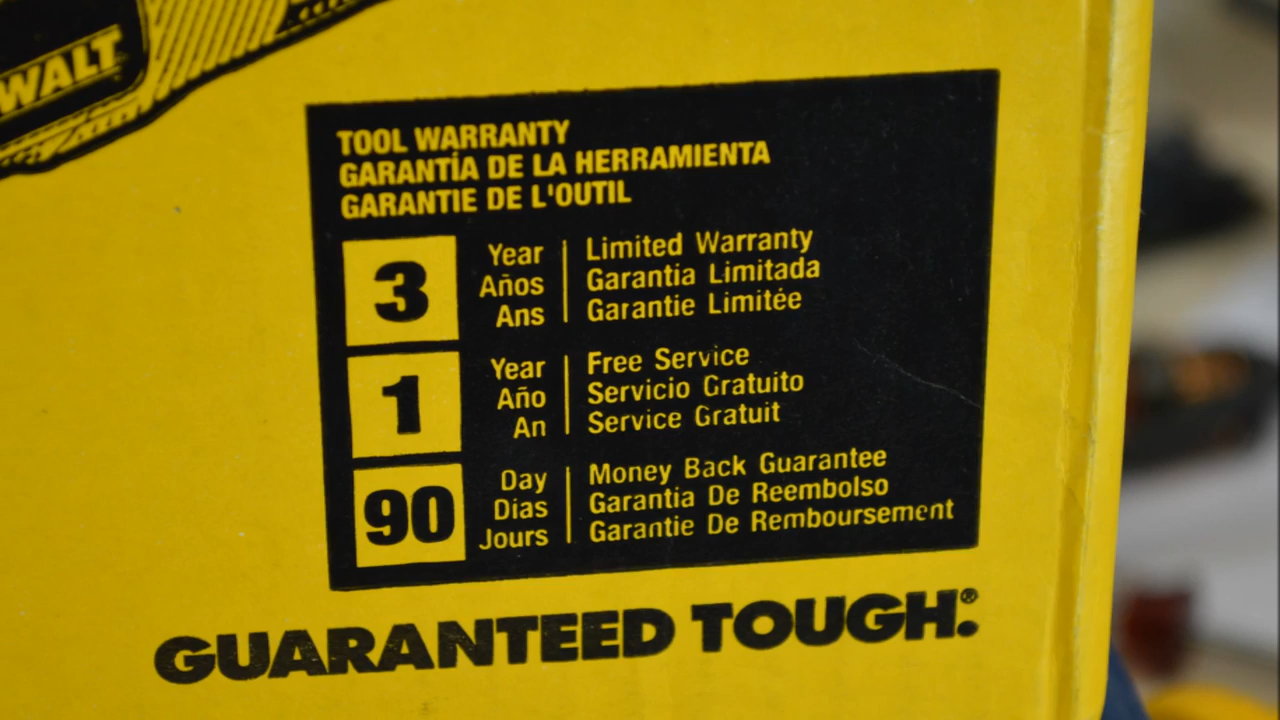 WALT
TOOL WARRANTY
GARANTÍA DE LA HERRAMIENTA
GARANTIE DE L'OUTIL
3
Year | Limited Warranty
Años | Garantia Limitada
Ans | Garantie Limitée
1
Year | Free Service
Año | Servicio Gratuito
An | Service Gratuit
90
Day | Money Back Guarantee
Dias | Garantia De Reembolso
Jours | Garantie De Remboursement
GUARANTEED TOUGH.®